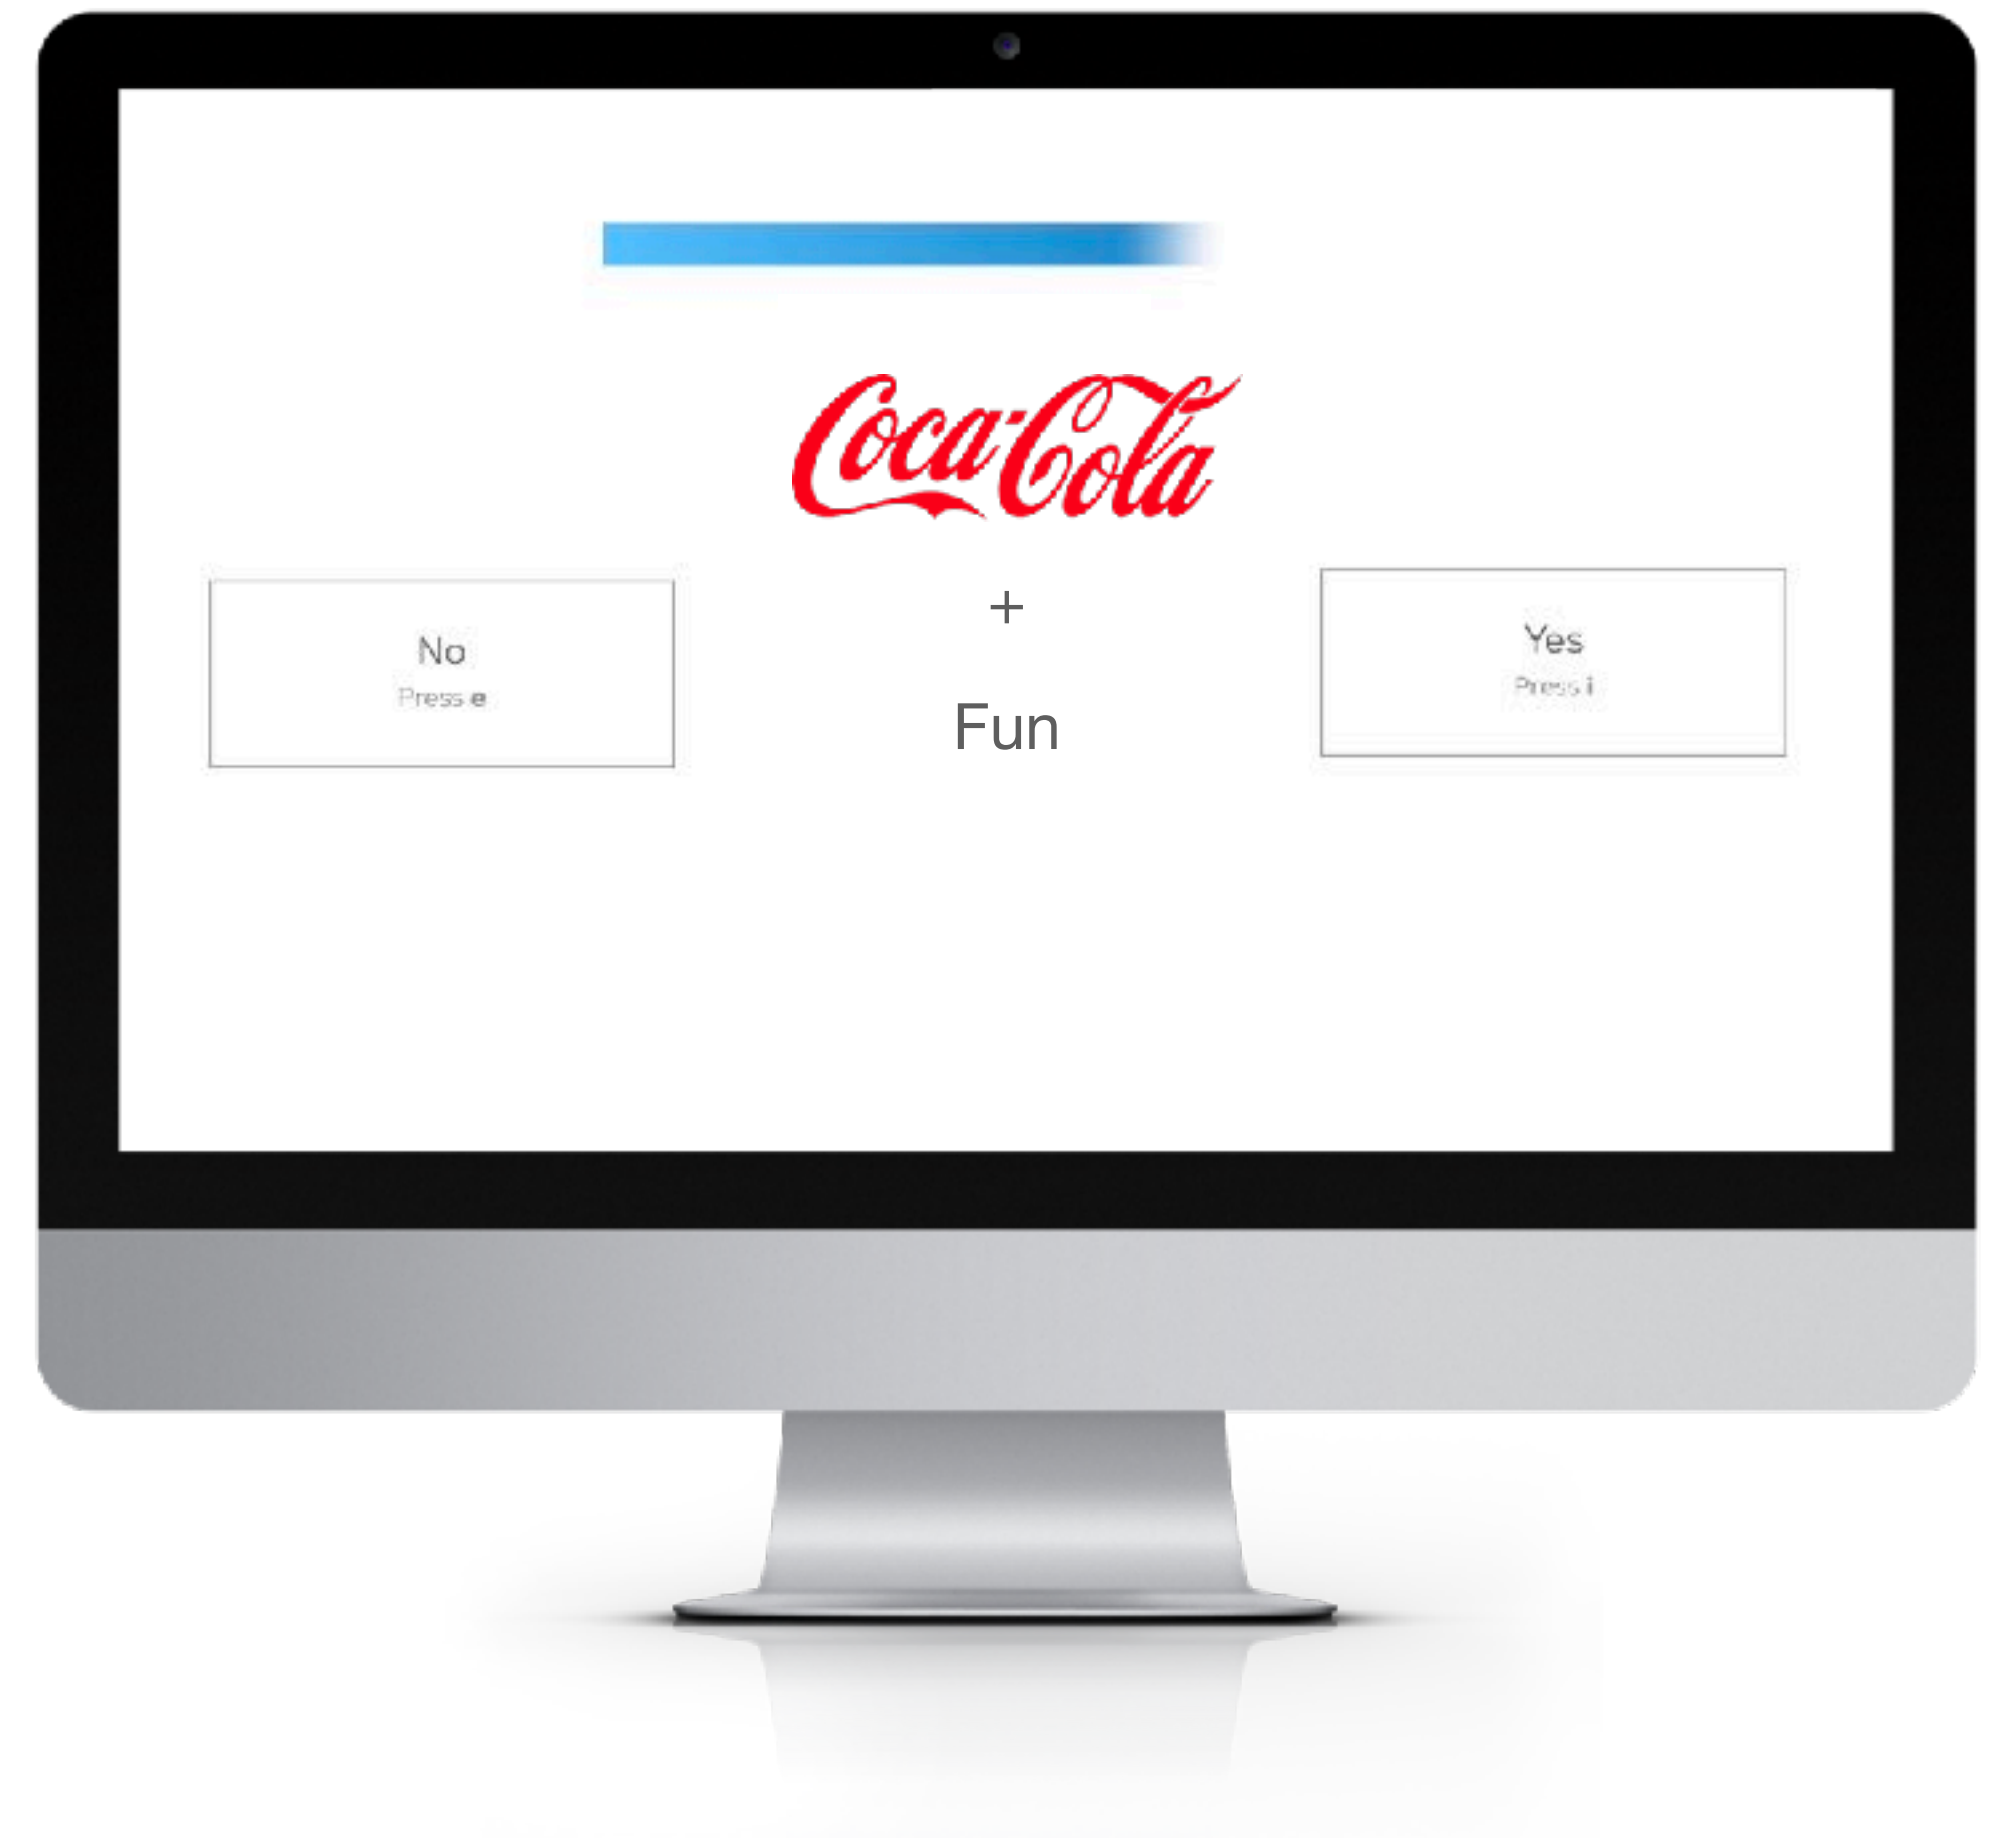 Coca-Cola
+
No
Press e
Fun
Yes
Press i